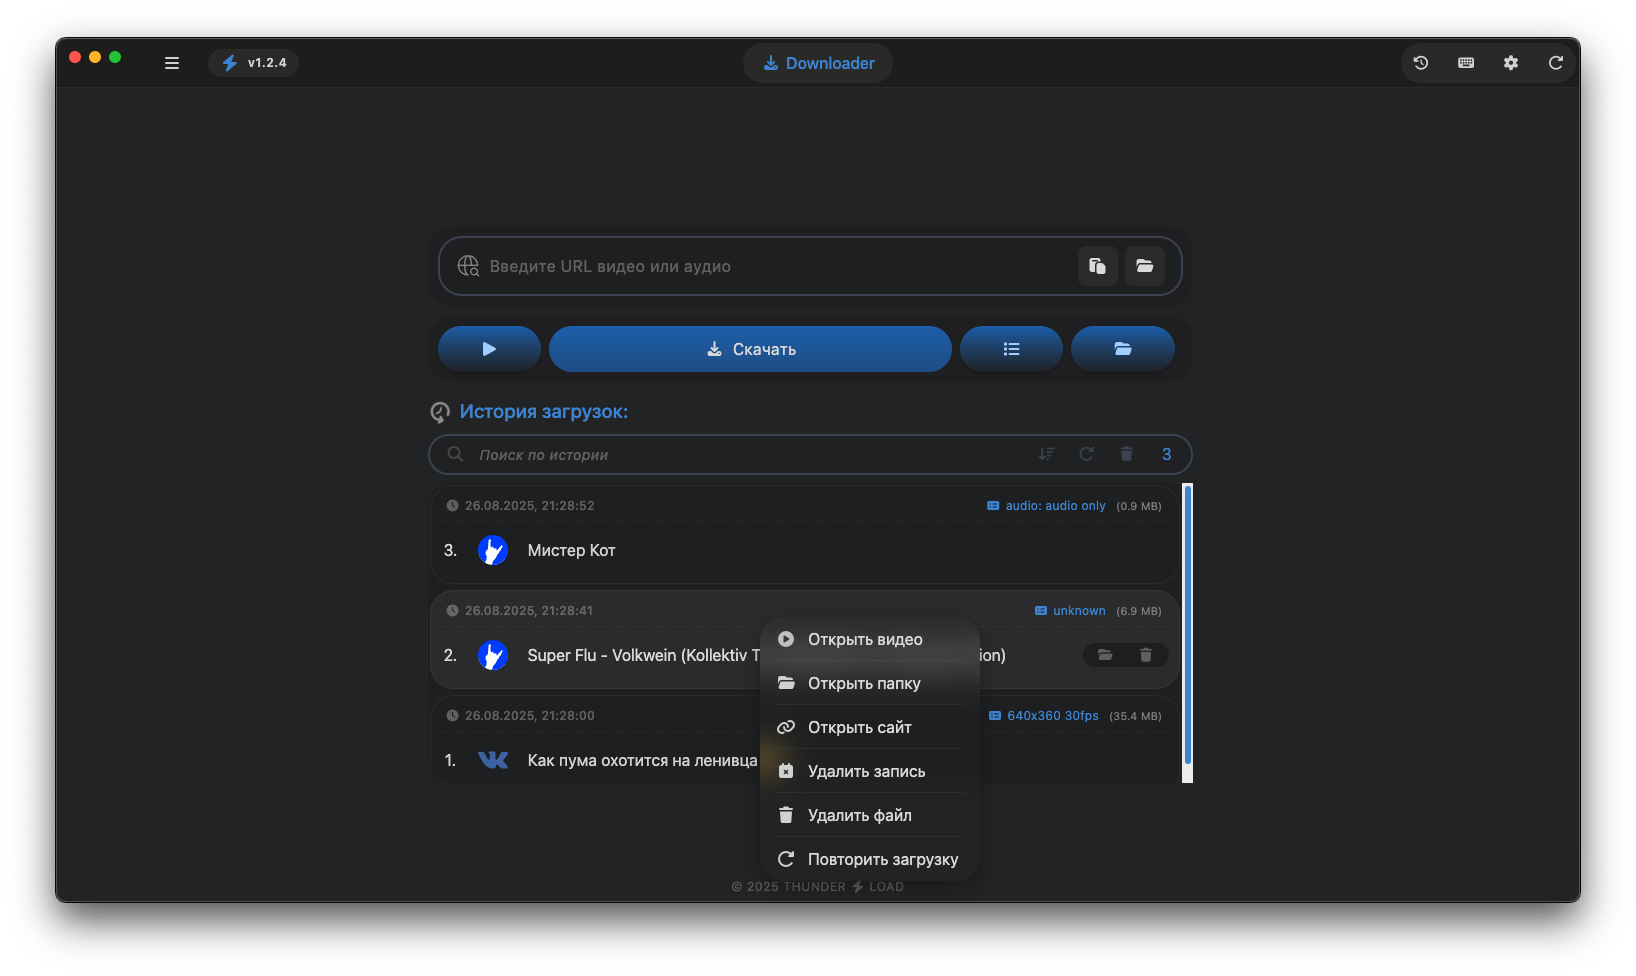 v1.2.4
Downloader
Введите URL видео или аудио
Скачать
История загрузок:
Поиск по истории
3
26.08.2025, 21:28:52
audio: audio only (0.9 MB)
3. Мистер Кот
26.08.2025, 21:28:41
unknown (6.9 MB)
2. Super Flu - Volkwein (Kollektiv T
ion)
26.08.2025, 21:28:00
640x360 30fps (35.4 MB)
1. Как пума охотится на ленивца
Открыть видео
Открыть папку
Открыть сайт
Удалить запись
Удалить файл
Повторить загрузку
© 2025 THUNDER LOAD